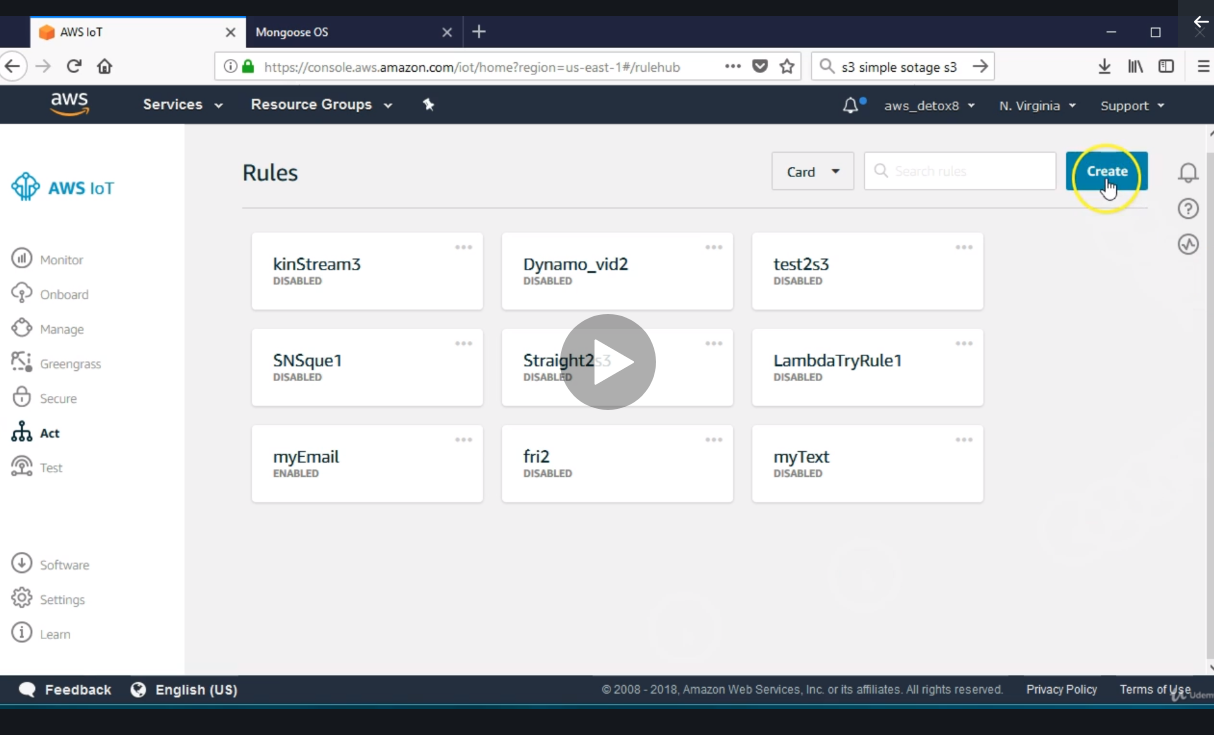 AWS IoT
Mongoose OS
https://console.aws.amazon.com/iot/home?region=us-east-1#/rulehub
s3 simple sotage s3
aws Services Resource Groups aws_detox8 N. Virginia Support
AWS IoT
Monitor
Onboard
Manage
Greengrass
Secure
Act
Test
Software
Settings
Learn
Rules
Card
Search rules
Create
kinStream3
DISABLED
Dynamo_vid2
DISABLED
test2s3
DISABLED
SNSque1
DISABLED
Straight2s3
DISABLED
LambdaTryRule1
DISABLED
myEmail
ENABLED
fri2
DISABLED
myText
DISABLED
Feedback English (US) © 2008 - 2018, Amazon Web Services, Inc. or its affiliates. All rights reserved. Privacy Policy Terms of Use
Udemy